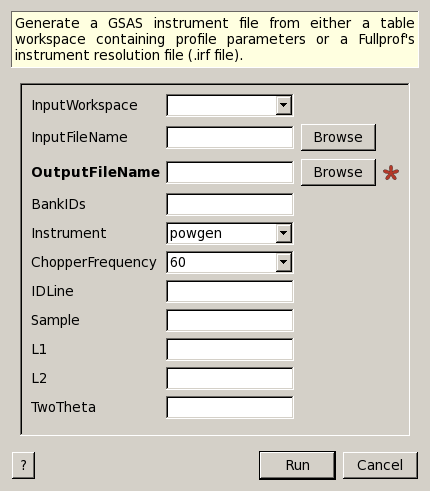 Generate a GSAS instrument file from either a table
workspace containing profile parameters or a Fullprof's
instrument resolution file (.irf file).
InputWorkspace
InputFileName Browse
OutputFileName Browse *
BankIDs
Instrument powgen
ChopperFrequency 60
IDLine
Sample
L1
L2
TwoTheta
? Run Cancel